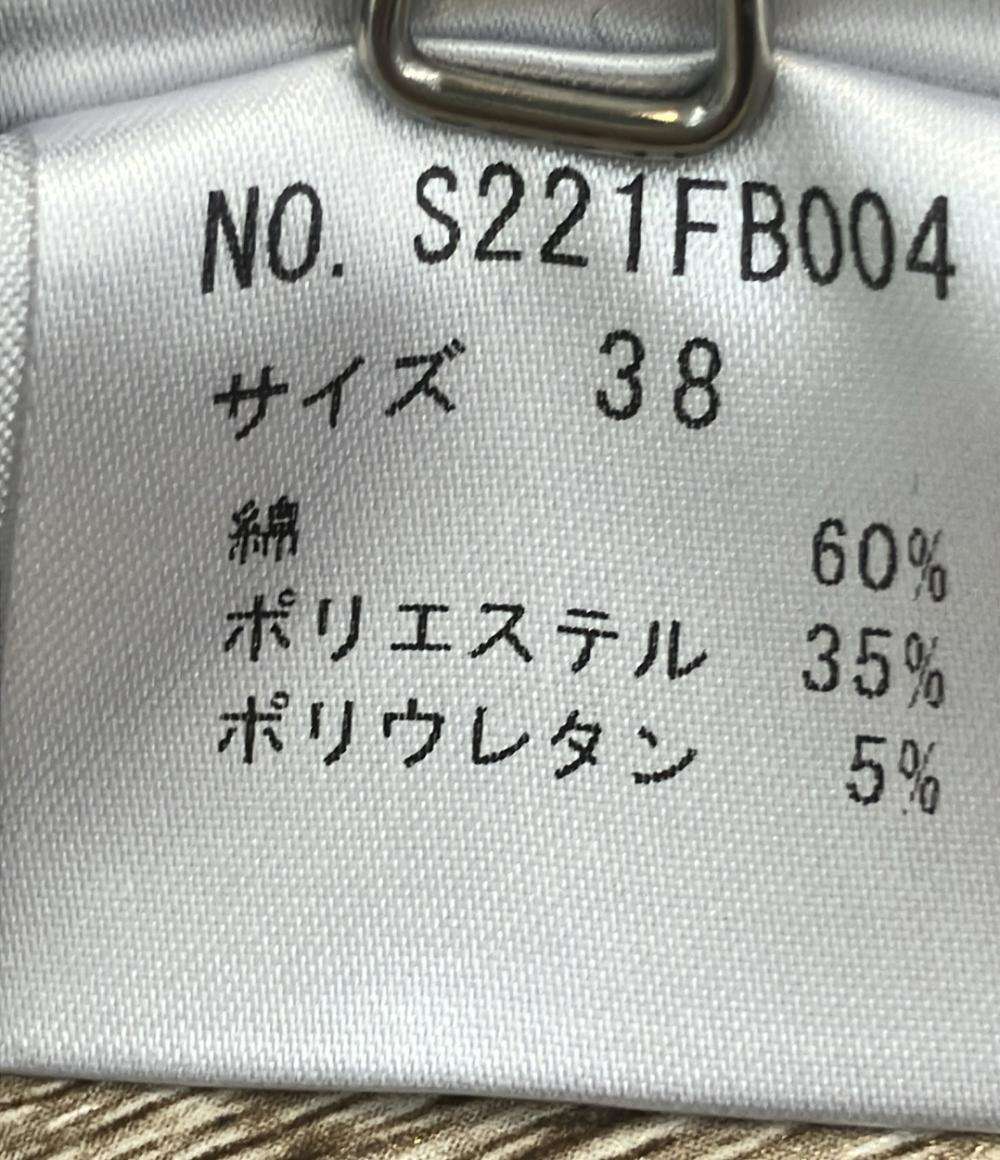 NO. S221FB004
サイズ 38
綿 60%
ポリエステル 35%
ポリウレタン 5%